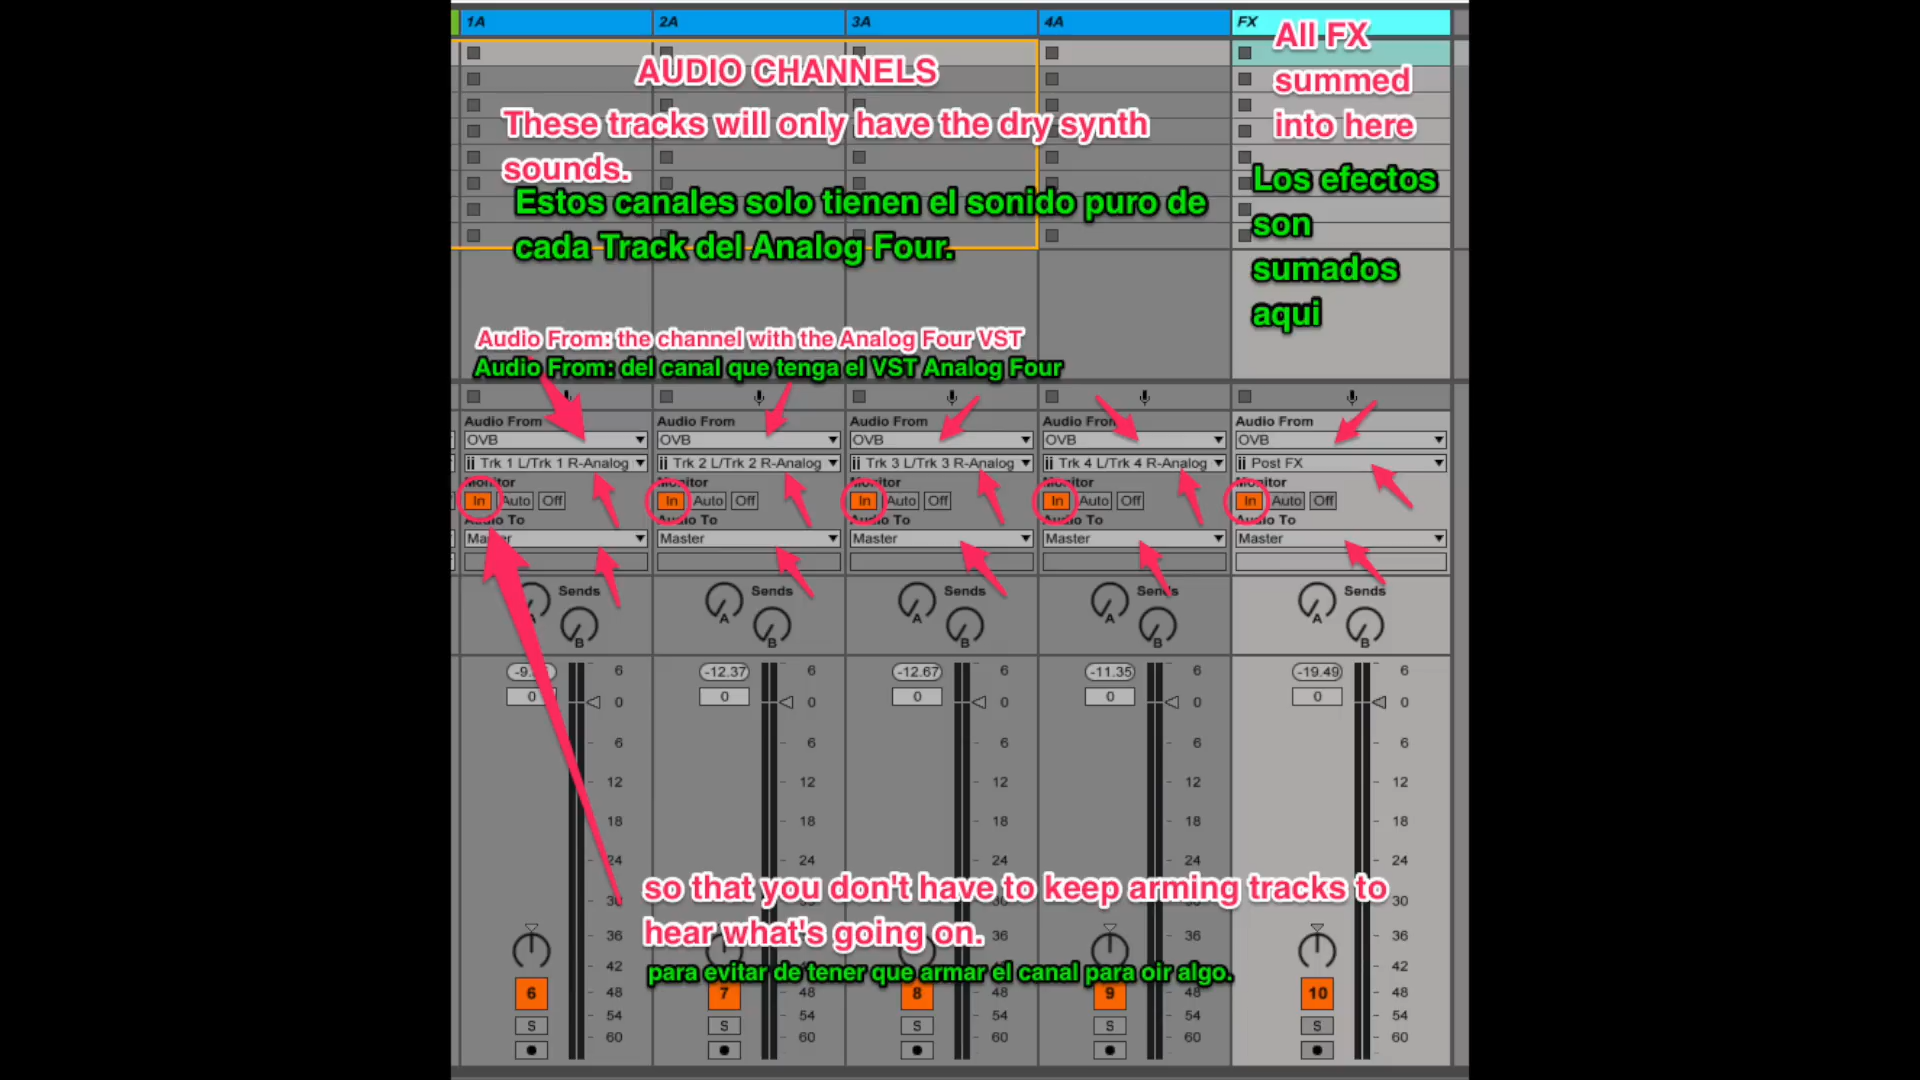 1A 2A 3A 4A FX
AUDIO CHANNELS
These tracks will only have the dry synth
sounds.
Estos canales solo tienen el sonido puro de
cada Track del Analog Four.
All FX
summed
into here
Los efectos
son
sumados
aqui
Audio From: the channel with the Analog Four VST
Audio From: del canal que tenga el VST Analog Four
Audio From Audio From Audio From Audio From Audio From
OVB OVB OVB OVB OVB
Trk 1 L/Trk 1 R-Analog Trk 2 L/Trk 2 R-Analog Trk 3 L/Trk 3 R-Analog Trk 4 L/Trk 4 R-Analog Post FX
Monitor Monitor Monitor Monitor Monitor
In Auto Off In Auto Off In Auto Off In Auto Off In Auto Off
Audio To Audio To Audio To Audio To Audio To
Master Master Master Master Master
Sends Sends Sends Sends Sends
A A A A A
B B B B B
6 -12.37 6 -12.67 6 -11.35 6 -19.49 6
0 0 0 0 0 0 0 0 0 0
6 6 6 6 6
12 12 12 12 12
18 18 18 18 18
24 24 24 24 24
so that you don't have to keep arming tracks to
hear what's going on.
30 30
36 36 36 36 36
para evitar de tener que armar el canal para oir algo.
42 42 42 42 42
6 48 7 48 8 48 9 48 10 48
54 54 54 54 54
S S S S S
60 60 60 60 60